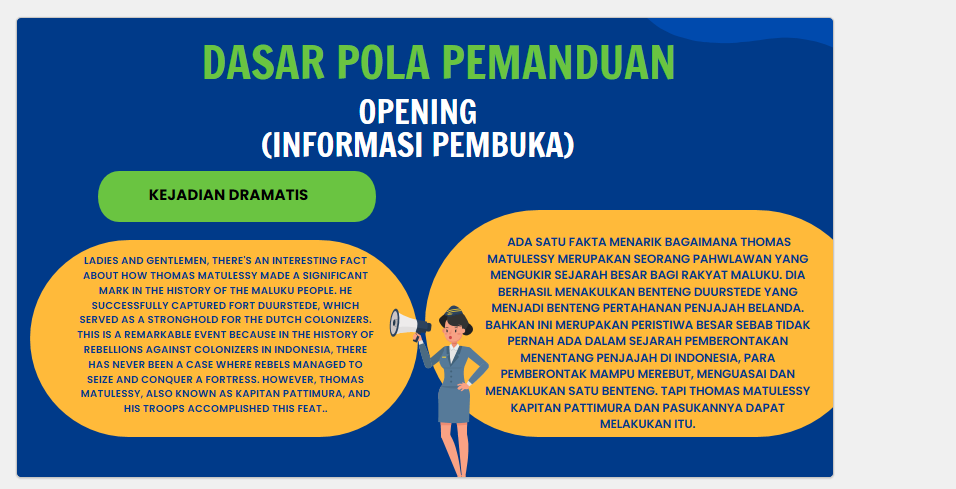 DASAR POLA PEMANDUAN
OPENING
(INFORMASI PEMBUKA)
KEJADIAN DRAMATIS
LADIES AND GENTLEMEN, THERE'S AN INTERESTING FACT
ABOUT HOW THOMAS MATULESSY MADE A SIGNIFICANT
MARK IN THE HISTORY OF THE MALUKU PEOPLE. HE
SUCCESSFULLY CAPTURED FORT DUURSTEDE, WHICH
SERVED AS A STRONGHOLD FOR THE DUTCH COLONIZERS.
THIS IS A REMARKABLE EVENT BECAUSE IN THE HISTORY OF
REBELLIONS AGAINST COLONIZERS IN INDONESIA, THERE
HAS NEVER BEEN A CASE WHERE REBELS MANAGED TO
SEIZE AND CONQUER A FORTRESS. HOWEVER, THOMAS
MATULESSY, ALSO KNOWN AS KAPITAN PATTIMURA, AND
HIS TROOPS ACCOMPLISHED THIS FEAT..
ADA SATU FAKTA MENARIK BAGAIMANA THOMAS
MATULESSY MERUPAKAN SEORANG PAHWLAWAN YANG
MENGUKIR SEJARAH BESAR BAGI RAKYAT MALUKU. DIA
BERHASIL MENAKULKAN BENTENG DUURSTEDE YANG
MENJADI BENTENG PERTAHANAN PENJAJAH BELANDA.
BAHKAN INI MERUPAKAN PERISTIWA BESAR SEBAB TIDAK
PERNAH ADA DALAM SEJARAH PEMBERONTAKAN
MENENTANG PENJAJAH DI INDONESIA, PARA
PEMBERONTAK MAMPU MEREBUT, MENGUASAI DAN
MENAKLUKAN SATU BENTENG. TAPI THOMAS MATULESSY
KAPITAN PATTIMURA DAN PASUKANNYA DAPAT
MELAKUKAN ITU.